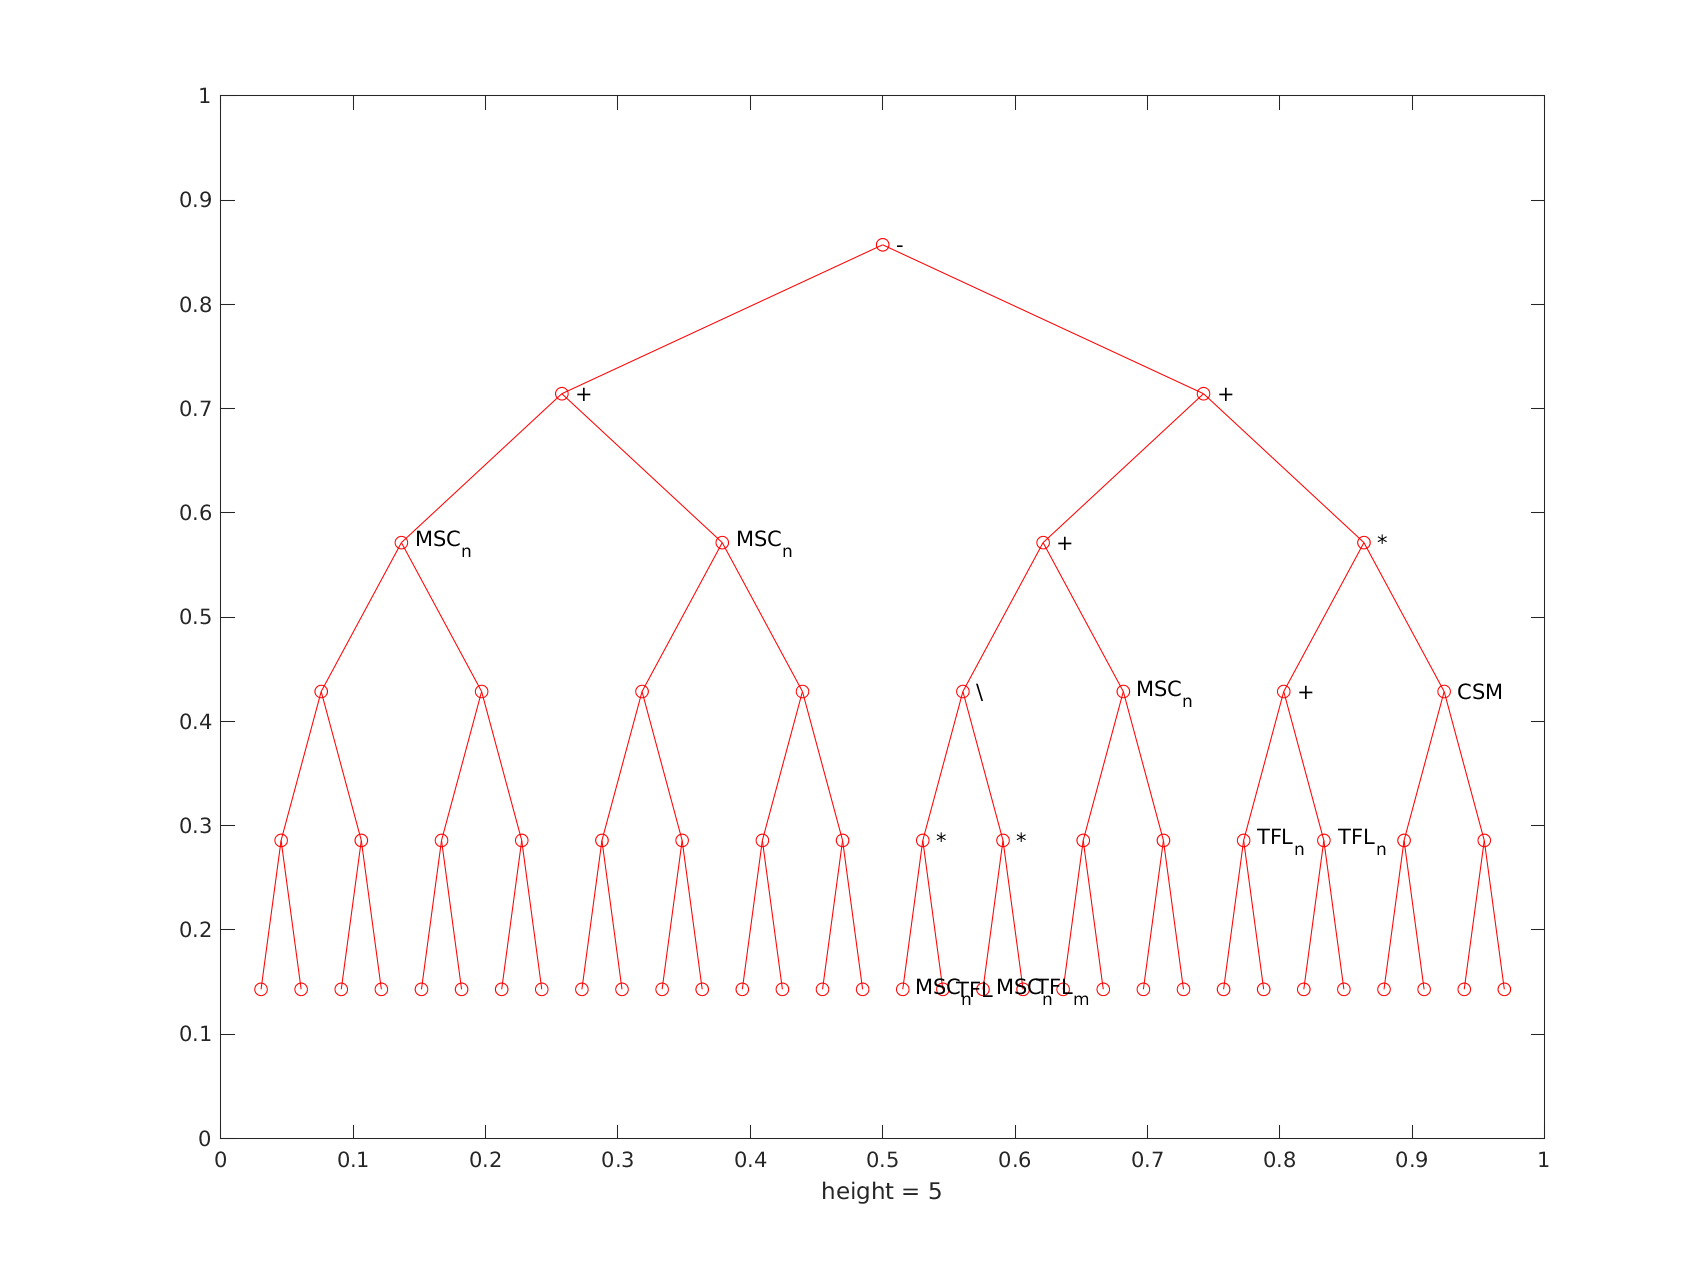 1
0.9
-
0.8
+ +
0.7
0.6
MSCn MSCn + *
0.5
\ MSCn + CSM
0.4
0.3
* * TFLn TFLn
0.2
MSCn TFL MSCn TFLm
0.1
0
0 0.1 0.2 0.3 0.4 0.5 0.6 0.7 0.8 0.9 1
height = 5